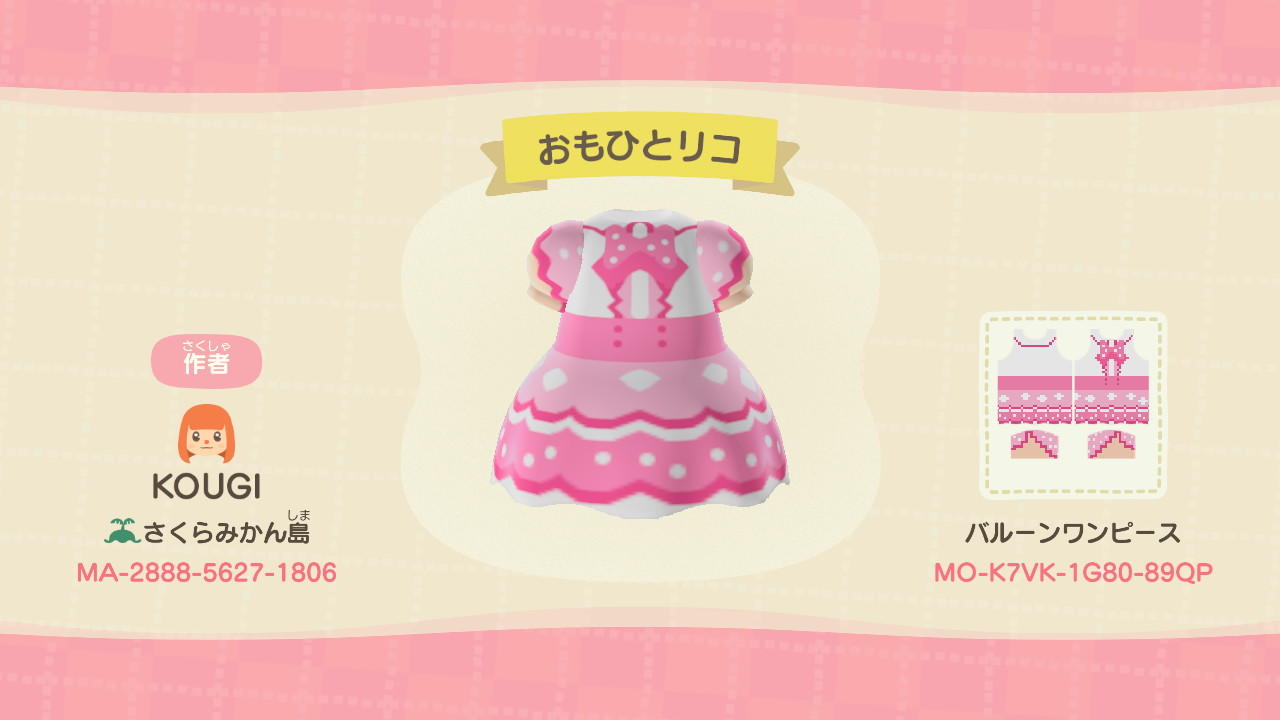 おもひとリコ
さくしゃ
作者
KOUGI
しま
さくらみかん島
MA-2888-5627-1806
バルーンワンピース
MO-K7VK-1G80-89QP